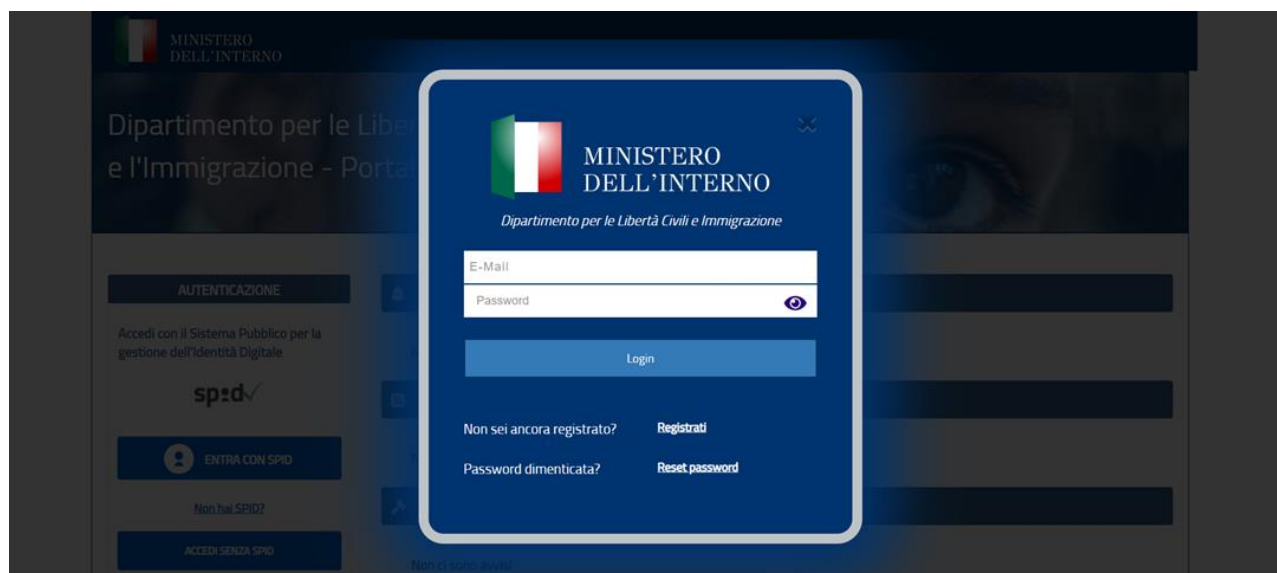 MINISTERO
DELL'INTERNO
Dipartimento per le Liber
e l'Immigrazione - Portal
AUTENTICAZIONE
Accedi con il Sistema Pubblico per la
gestione dell'Identità Digitale
sp:d
ENTRA CON SPID
Non hai SPID?
ACCEDI SENZA SPID
Non ci sono avvisi
MINISTERO
DELL'INTERNO
Dipartimento per le Libertà Civili e Immigrazione
E-Mail
Password
Login
Non sei ancora registrato? Registrati
Password dimenticata? Reset password